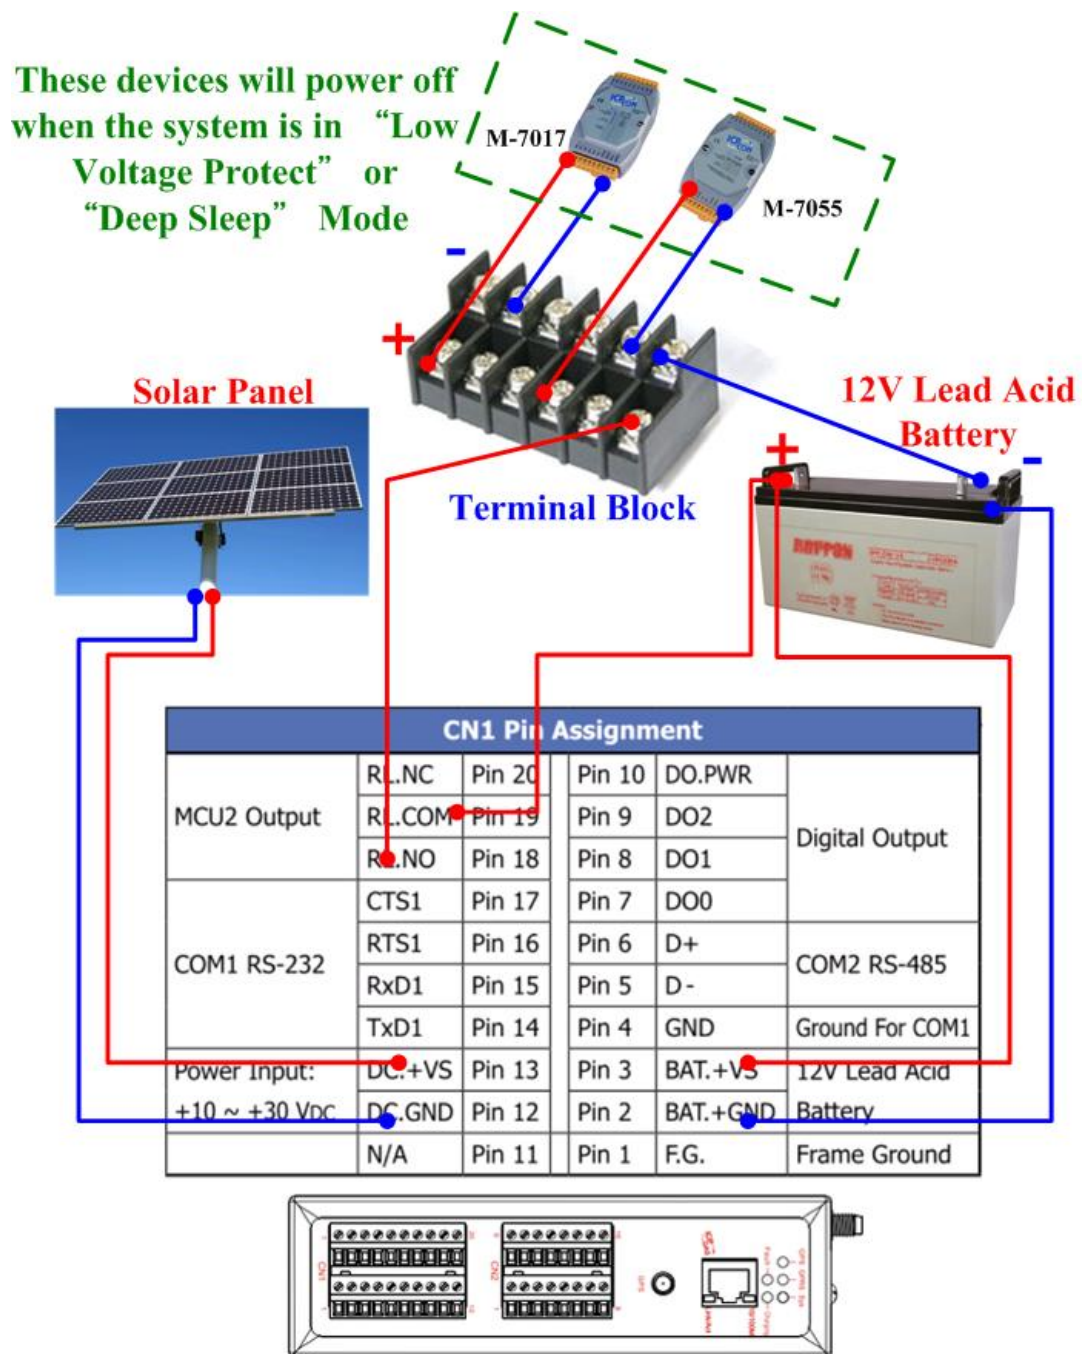 These devices will power off
when the system is in “Low
Voltage Protect” or
“Deep Sleep” Mode
M-7017
M-7055
-
+
Solar Panel
12V Lead Acid
Battery
+
-
Terminal Block
CN1 Pin Assignment
MCU2 Output
RL.NC Pin 20 Pin 10 DO.PWR
RL.COM Pin 19 Pin 9 DO2
RL.NO Pin 18 Pin 8 DO1
Digital Output
CTS1 Pin 17 Pin 7 DO0
COM1 RS-232
RTS1 Pin 16 Pin 6 D+
RxD1 Pin 15 Pin 5 D-
COM2 RS-485
TxD1 Pin 14 Pin 4 GND Ground For COM1
Power Input: DC.+VS Pin 13 Pin 3 BAT.+VS 12V Lead Acid
+10 ~ +30 VDC DC.GND Pin 12 Pin 2 BAT.+GND Battery
N/A Pin 11 Pin 1 F.G. Frame Ground
CN1
CN2
GPS